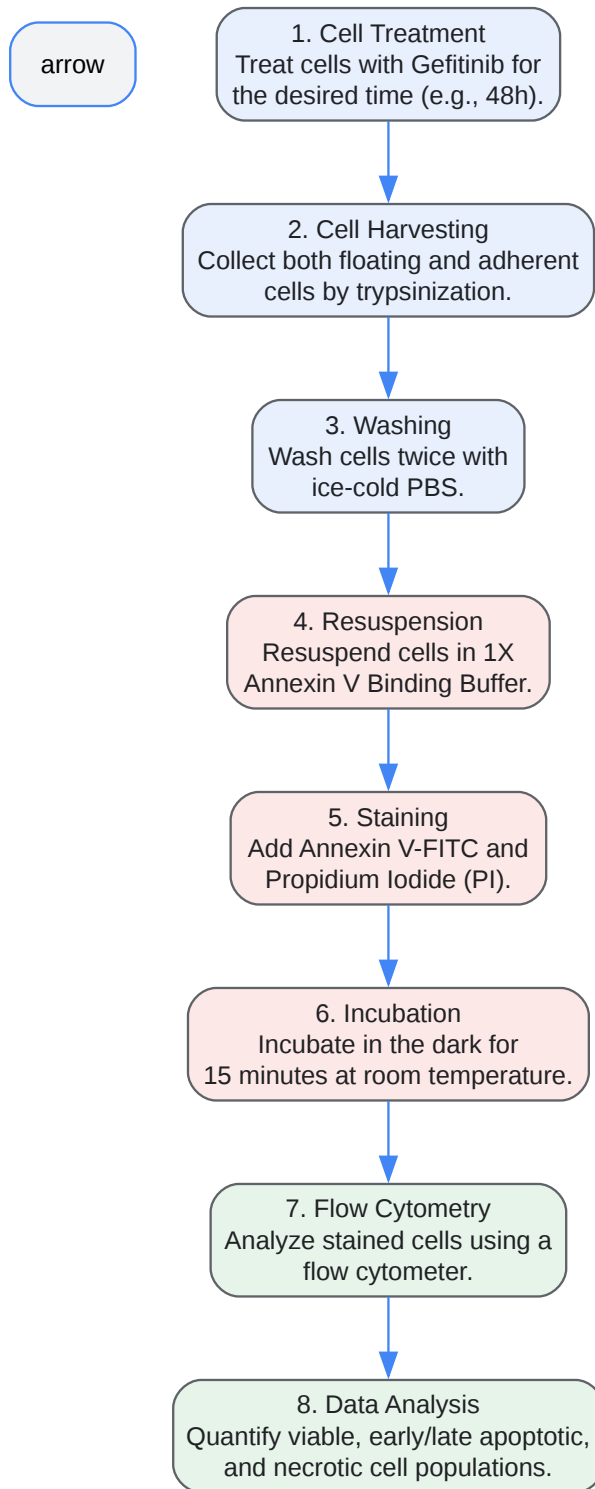 arrow
1. Cell Treatment
Treat cells with Gefitinib for
the desired time (e.g., 48h).
2. Cell Harvesting
Collect both floating and adherent
cells by trypsinization.
3. Washing
Wash cells twice with
ice-cold PBS.
4. Resuspension
Resuspend cells in 1X
Annexin V Binding Buffer.
5. Staining
Add Annexin V-FITC and
Propidium Iodide (PI).
6. Incubation
Incubate in the dark for
15 minutes at room temperature.
7. Flow Cytometry
Analyze stained cells using a
flow cytometer.
8. Data Analysis
Quantify viable, early/late apoptotic,
and necrotic cell populations.